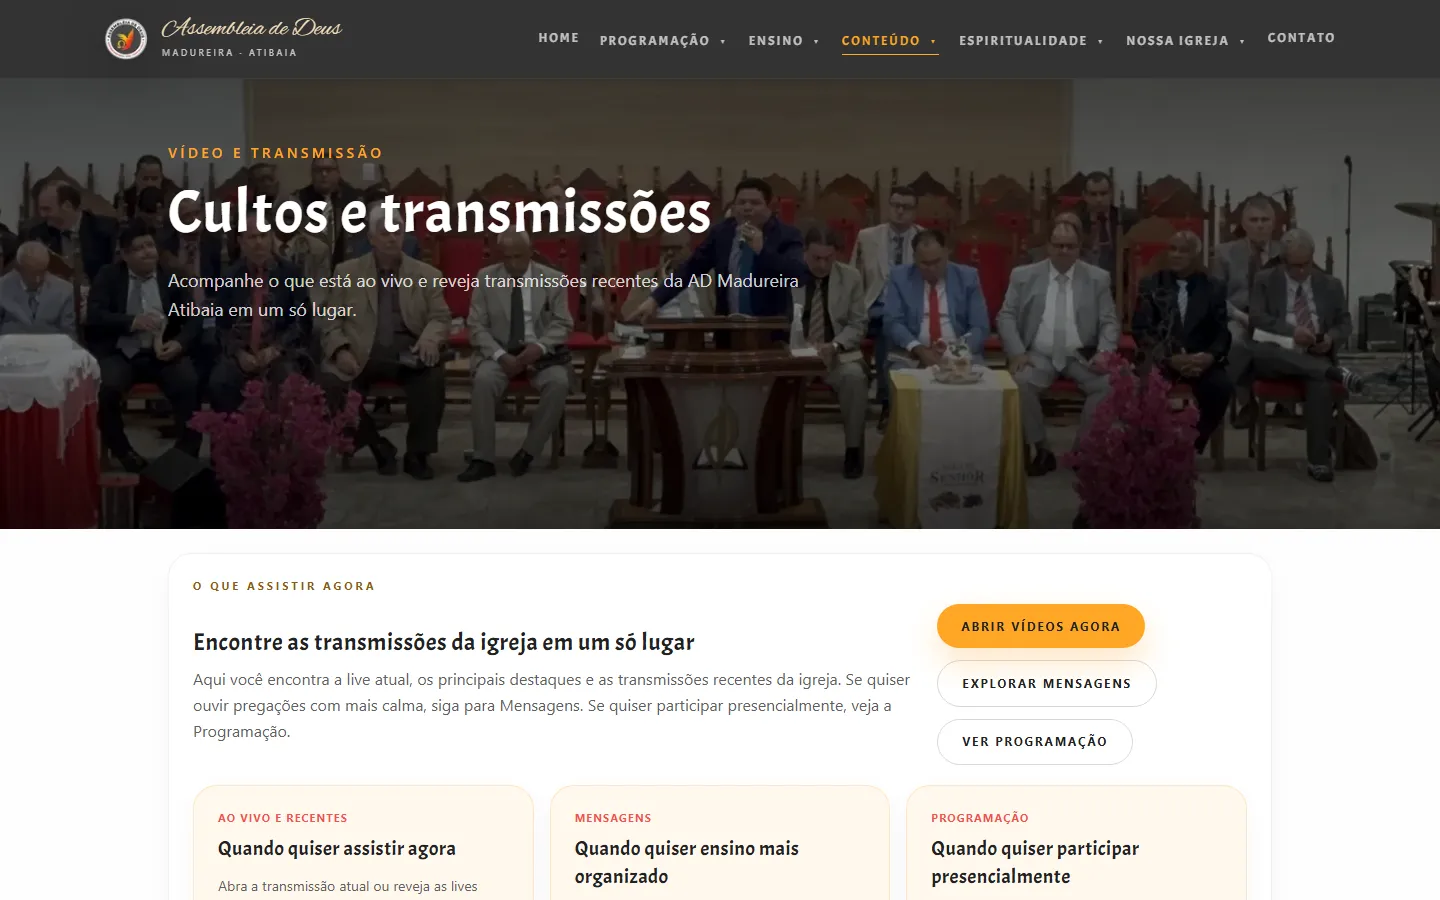 Assembleia de Deus
MADUREIRA - ATIBAIA
HOME
PROGRAMAÇÃO
ENSINO
CONTEÚDO
ESPIRITUALIDADE
NOSSA IGREJA
CONTATO
VÍDEO E TRANSMISSÃO
Cultos e transmissões
Acompanhe o que está ao vivo e reveja transmissões recentes da AD Madureira
Atibaia em um só lugar.
SENHOR
O QUE ASSISTIR AGORA
Encontre as transmissões da igreja em um só lugar
Aqui você encontra a live atual, os principais destaques e as transmissões recentes da igreja. Se quiser
ouvir pregações com mais calma, siga para Mensagens. Se quiser participar presencialmente, veja a
Programação.
ABRIR VÍDEOS AGORA
EXPLORAR MENSAGENS
VER PROGRAMAÇÃO
AO VIVO E RECENTES
Quando quiser assistir agora
Abra a transmissão atual ou reveja as lives
MENSAGENS
Quando quiser ensino mais
organizado
PROGRAMAÇÃO
Quando quiser participar
presencialmente